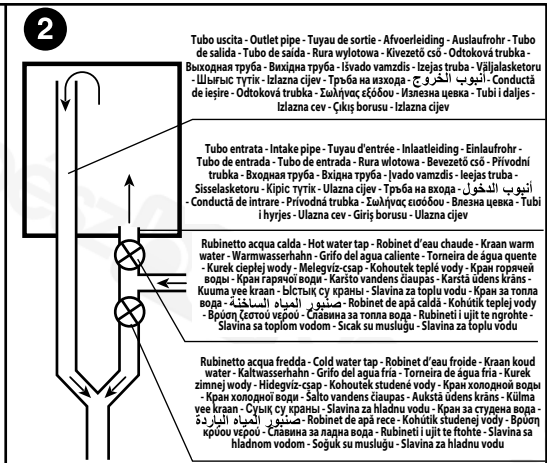 2
Tubo uscita - Outlet pipe - Tuyau de sortie - Afvoerleiding - Auslaufrohr - Tubo
de salida - Tubo de saída - Rura wylotowa - Kivezető cső - Odtoková trubka -
Выходная труба - Вихідна труба - Išvado vamzdis - Izejas truba - Väljalasketoru
- Шығыс түтік - Izlazna cijev - Тръба на изхода - أنبوب الخروج - Conductă
de ieșire - Odtoková trubka - Σωλήνας εξόδου - Излезна цевка - Tubi i daljes -
Izlazna cev - Çıkış borusu - Izlazna cijev
Tubo entrata - Intake pipe - Tuyau d'entrée - Inlaatleiding - Einlaufrohr -
Tubo de entrada - Tubo de entrada - Rura wlotowa - Bevezető cső - Přívodní
trubka - Входная труба - Вхідна труба - Įvado vamzdis - Ieejas truba -
Sisselasketoru - Кіріс түтік - Ulazna cijev - Тръба на входа - أنبوب الدخول
- Conductă de intrare - Prívodná trubka - Σωλήνας εισόδου - Влезна цевка - Tubi
i hyrjes - Ulazna cev - Giriş borusu - Ulazna cijev
Rubinetto acqua calda - Hot water tap - Robinet d'eau chaude - Kraan warm
water - Warmwasserhahn - Grifo del agua caliente - Torneira de água quente
- Kurek ciepłej wody - Melegvíz-csap - Kohoutek teplé vody - Кран горячей
воды - Кран гарячої води - Karšto vandens čiaupas - Karstā ūdens krāns -
Kuuma vee kraan - Ыстық су краны - Slavina za toplu vodu - Кран за топла
вода - صنبور المياه الساخنة - Robinet de apă caldă - Kohútik teplej vody
- Βρύση ζεστού νερού - Славина за топла вода - Rubineti i ujit te ngrohte -
Slavina sa toplom vodom - Sıcak su musluğu - Slavina za toplu vodu
Rubinetto acqua fredda - Cold water tap - Robinet d'eau froide - Kraan koud
water - Kaltwasserhahn - Grifo del agua fría - Torneira de água fria - Kurek
zimnej wody - Hidegvíz-csap - Kohoutek studené vody - Кран холодной воды
- Кран холодної води - Šalto vandens čiaupas - Aukstā ūdens krāns - Külma
vee kraan - Суық су краны - Slavina za hladnu vodu - Кран за студена вода -
صنبور المياه الباردة - Robinet de apă rece - Kohútik studenej vody - Βρύση
κρύου νερού - Славина за ладна вода - Rubineti i ujit te ftohte - Slavina sa
hladnom vodom - Soğuk su musluğu - Slavina za hladnu vodu